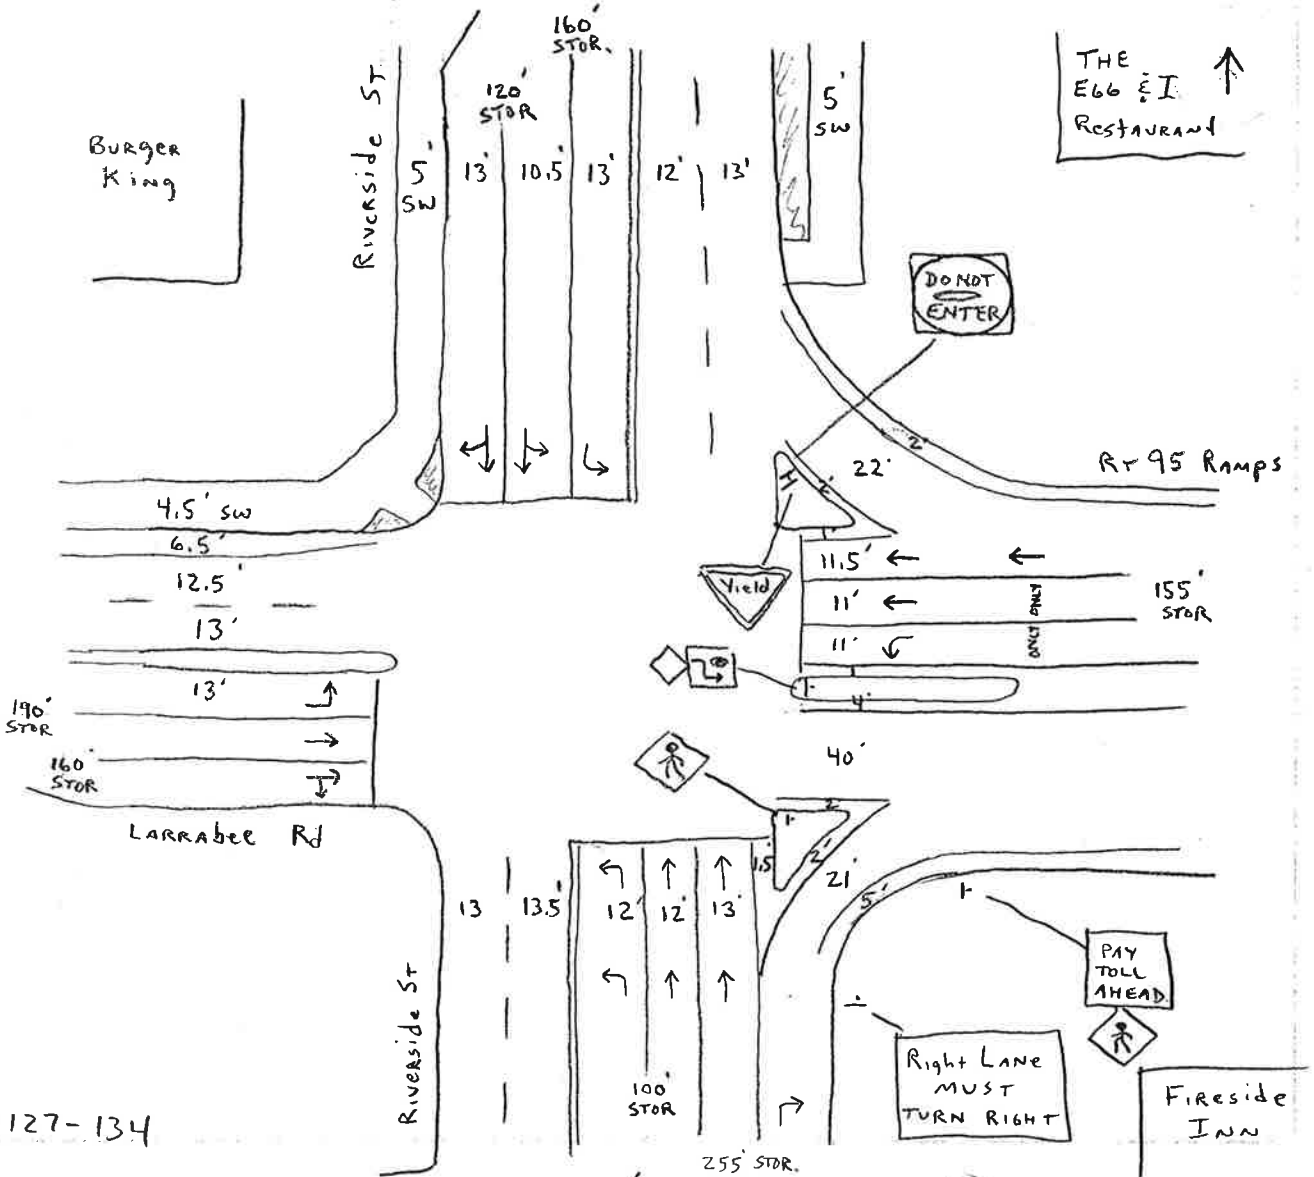 160'
STOR.
120'
STOR
Riverside St
5'
SW
13'
10.5'
13'
12'
13'
5'
SW
THE
Egg & I
Restaurant
Burger
King
DO NOT
ENTER
2'
22'
2'
Rt 95 Ramps
4.5' SW
6.5'
12.5'
13'
Yield
11.5'
11'
11'
ONLY
ONLY
155'
STOR
13'
4'
190'
STOR
160'
STOR
40'
Larrabee Rd
2'
2'
1.5'
21'
5'
13
13.5'
12'
12'
13'
Riverside St
PAY
TOLL
AHEAD
Right Lane
MUST
TURN RIGHT
Fireside
Inn
100'
STOR
127-134
255' STOR.